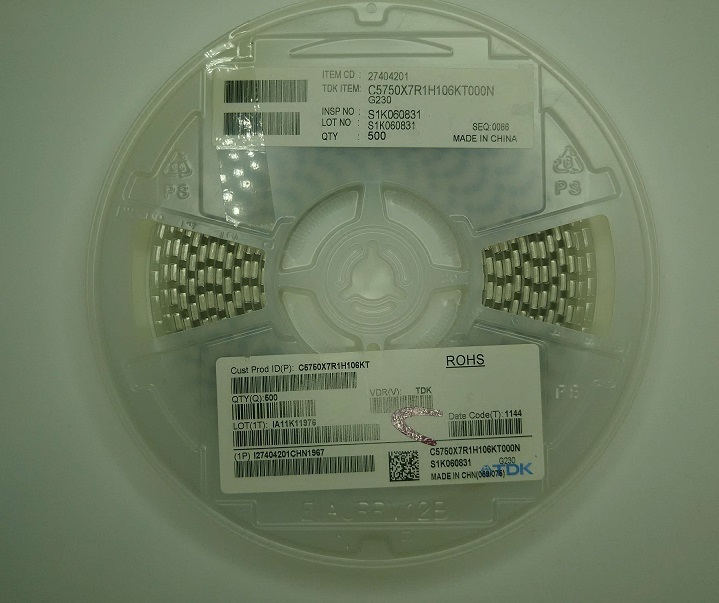 ITEM CD : 27404201
TDK ITEM: C5750X7R1H106KT000N
G230
INSP NO : S1K060831
LOT NO : S1K060831
QTY : 500
SEQ:0066
MADE IN CHINA
PS
PS
Cust Prod ID(P): C5750X7R1H106KT
ROHS
QTY(Q):500
VDR(V): TDK
LOT(1T): IA11K11976
Date Code(T): 1144
(1P) I27404201CHN1967
C5750X7R1H106KT000N
S1K060831 G230
TDK
MADE IN CHN
PS